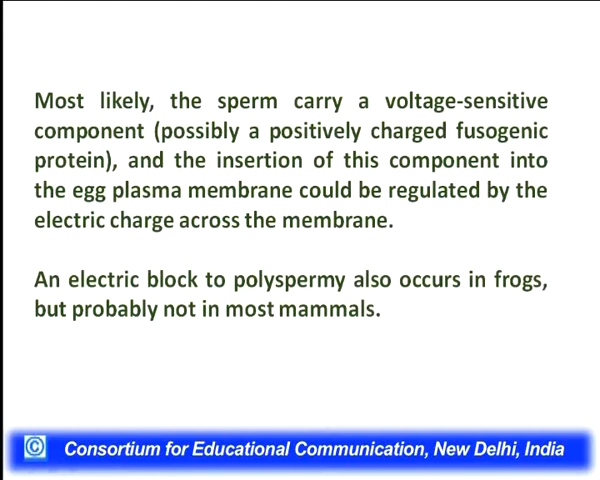 Most likely, the sperm carry a voltage-sensitive
component (possibly a positively charged fusogenic
protein), and the insertion of this component into
the egg plasma membrane could be regulated by the
electric charge across the membrane.
An electric block to polyspermy also occurs in frogs,
but probably not in most mammals.
© Consortium for Educational Communication, New Delhi, India